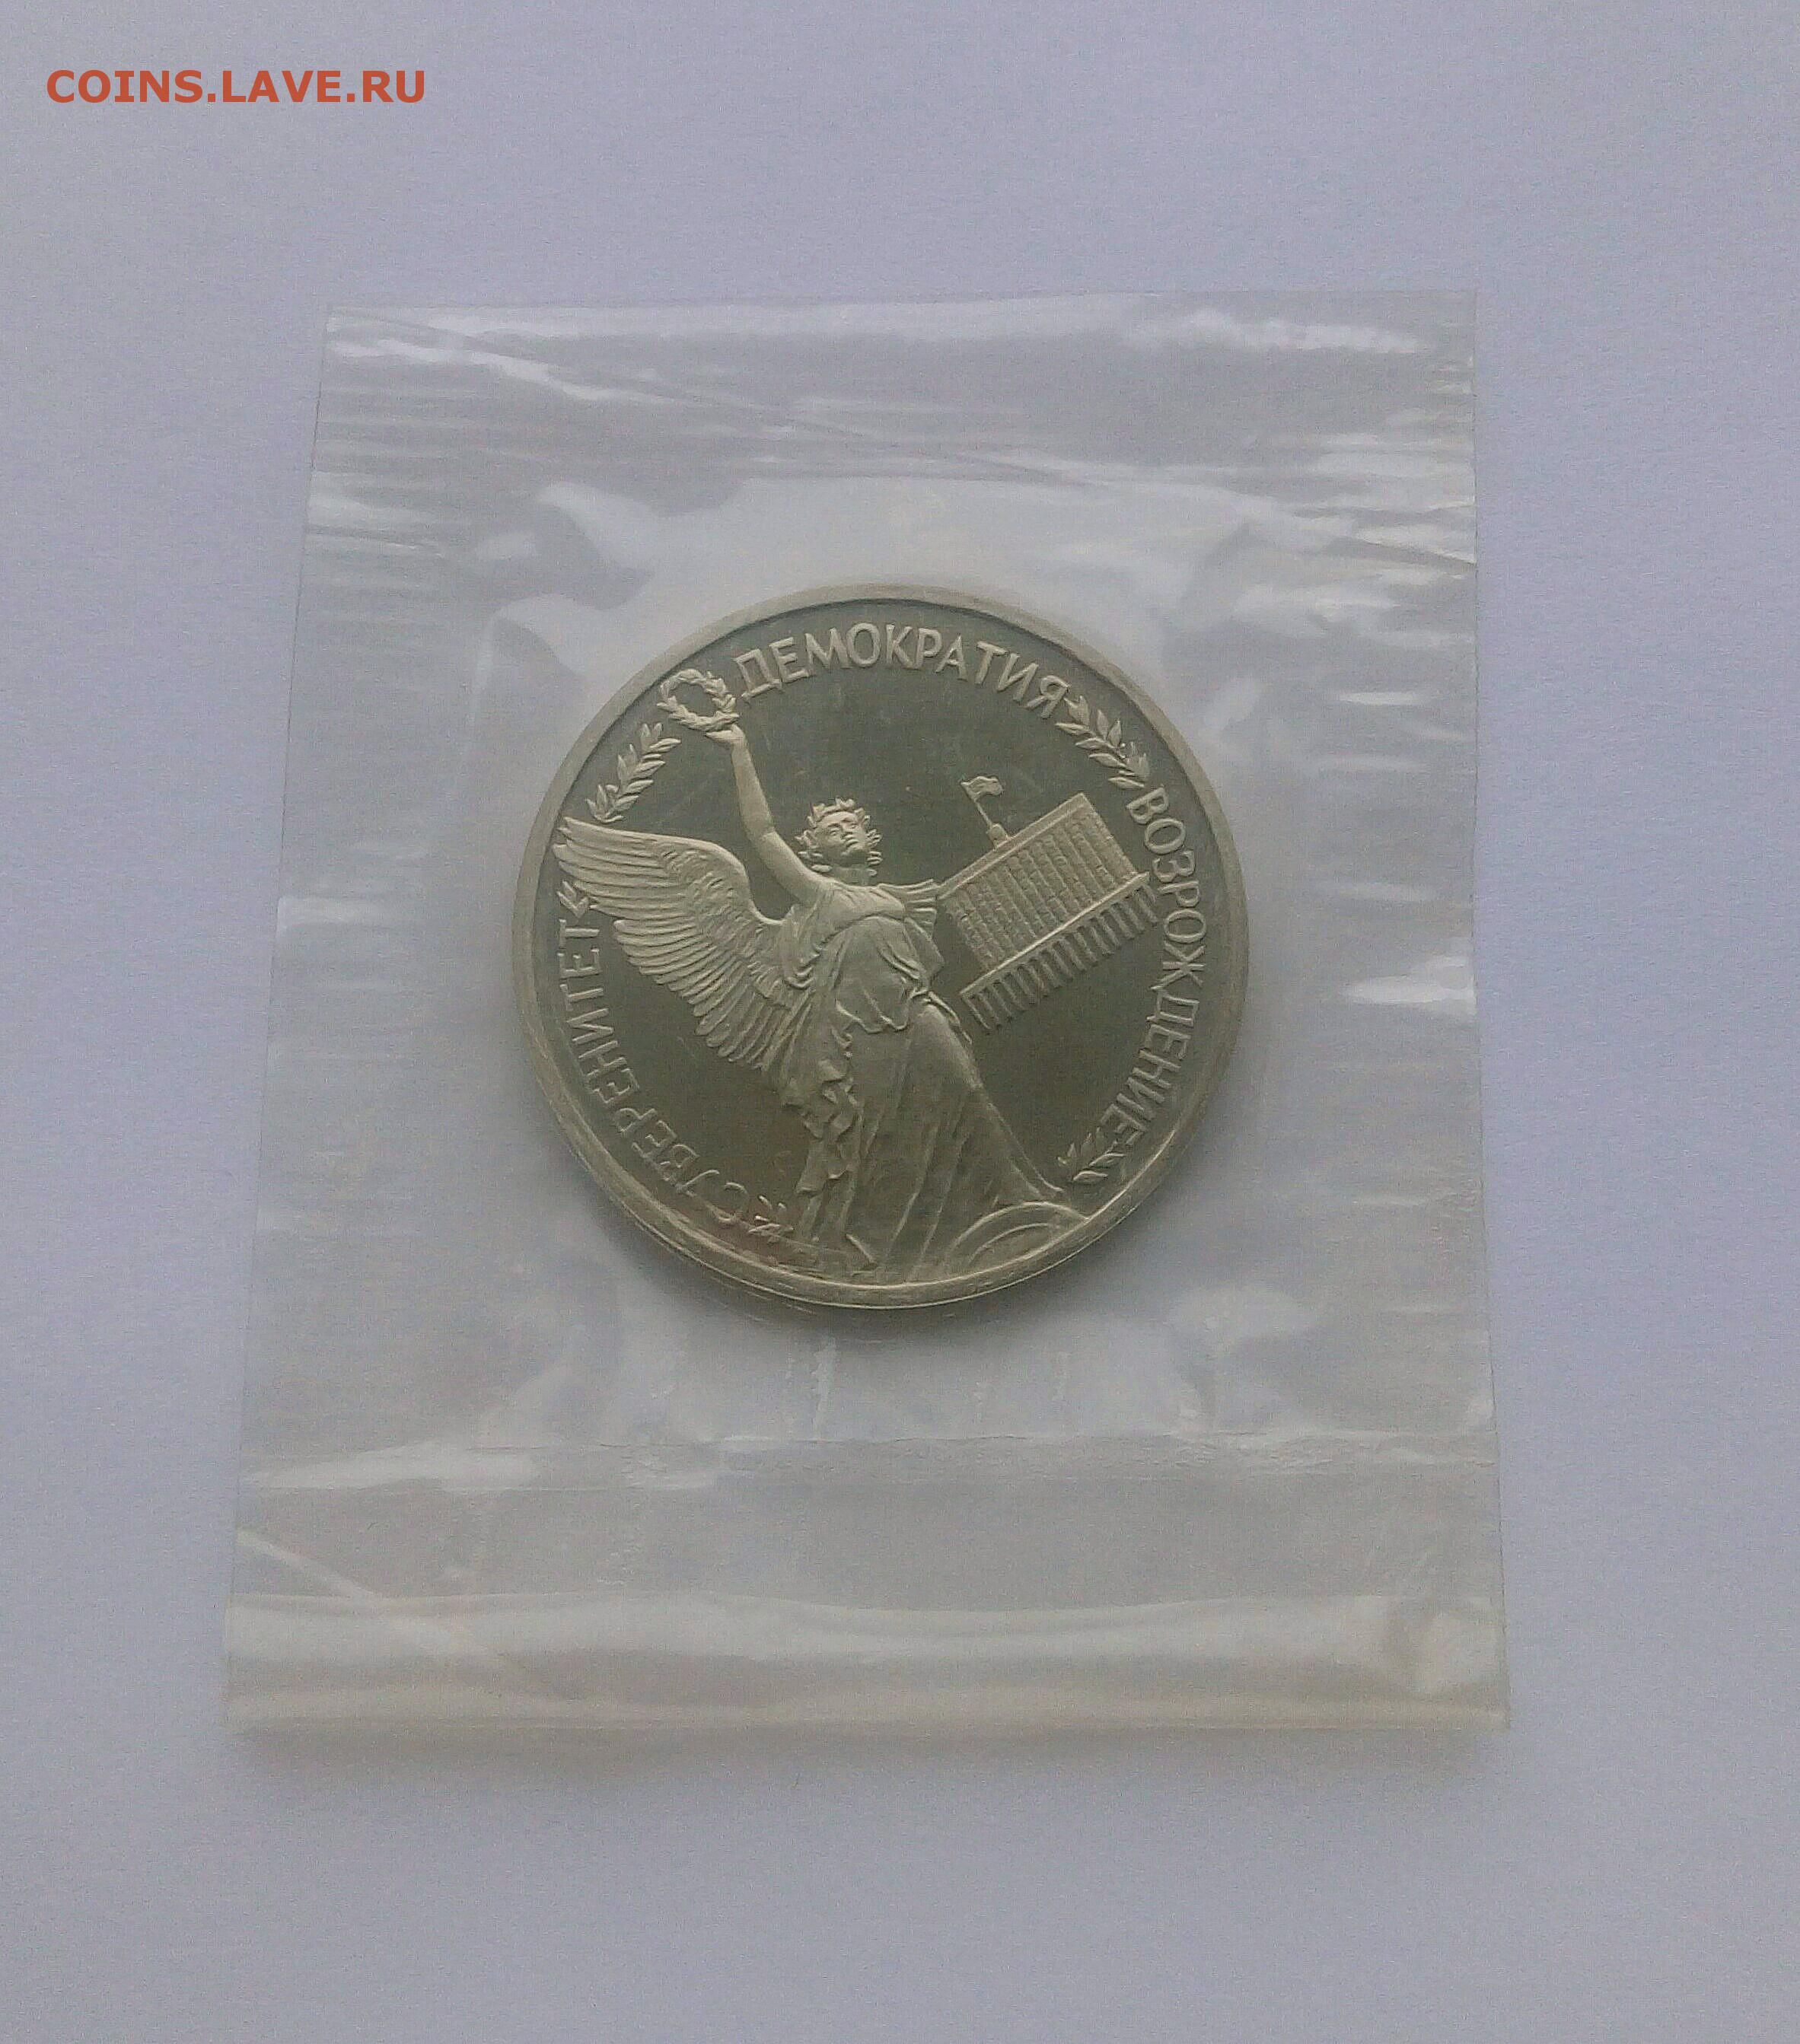 COINS.LAVE.RU
СУВЕРЕНИТЕТ
ДЕМОКРАТИЯ
ВОЗРОЖДЕНИЕ